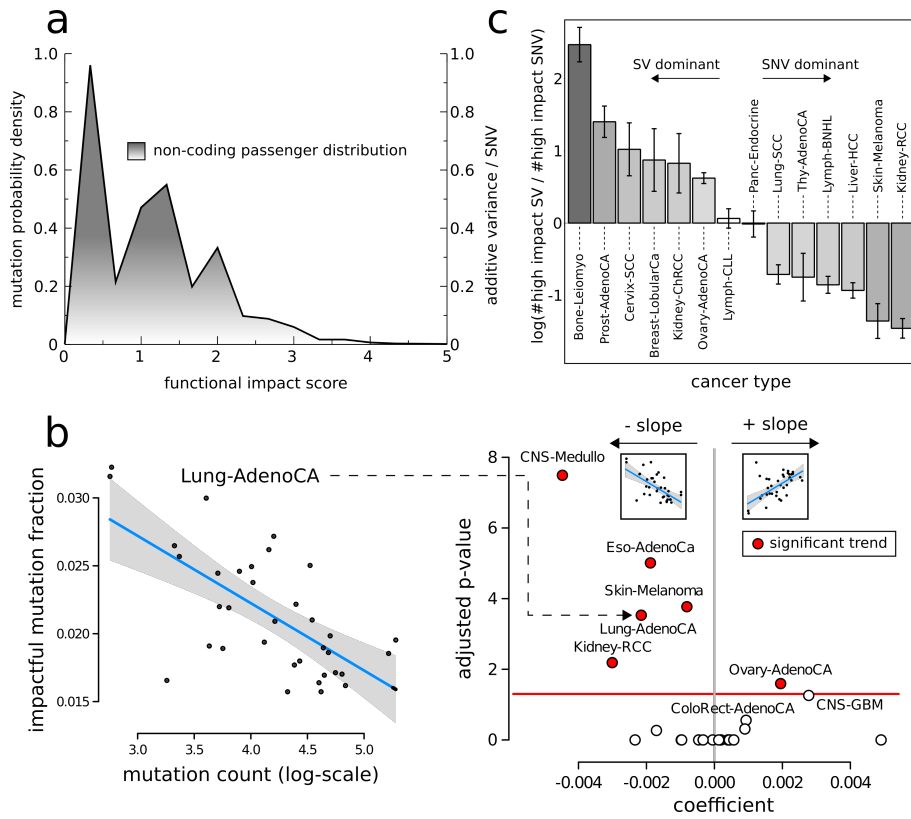 a
1.0
0.8
0.6
0.4
0.2
0
mutation probability density
non-coding passenger distribution
1.0
0.8
0.6
0.4
0.2
0
additive variance / SNV
0
1
2
3
4
5
functional impact score
c
log(#high impact SV / #high impact SNV)
2
1
0
-1
SV dominant
SNV dominant
Bone-Leiomyo
Prost-AdenoCA
Cervix-SCC
Breast-LobularCa
Kidney-ChRCC
Ovary-AdenoCA
Lymph-CLL
Panc-Endocrine
Lung-SCC
Thy-AdenoCA
Lymph-BNHL
Liver-HCC
Skin-Melanoma
Kidney-RCC
cancer type
b
impactful mutation fraction
0.030
0.025
0.020
0.015
Lung-AdenoCA
3.0
3.5
4.0
4.5
5.0
mutation count (log-scale)
- slope
+ slope
adjusted p-value
8
6
4
2
0
CNS-Medullo
significant trend
Eso-AdenoCa
Skin-Melanoma
Lung-AdenoCA
Kidney-RCC
Ovary-AdenoCA
ColoRect-AdenoCA
CNS-GBM
-0.004
-0.002
0.000
0.002
0.004
coefficient